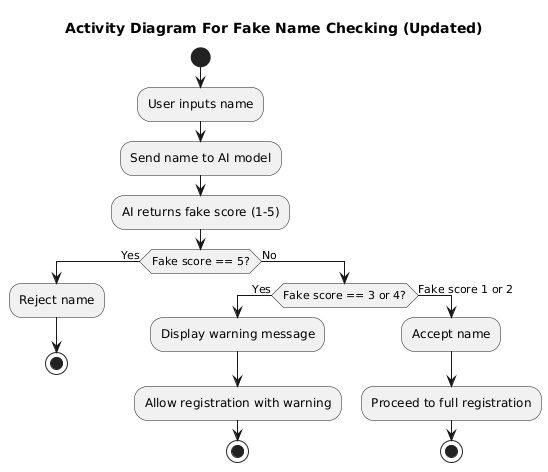 Activity Diagram For Fake Name Checking (Updated)
User inputs name
Send name to AI model
AI returns fake score (1-5)
Yes
Fake score == 5?
No
Reject name
Yes
Fake score == 3 or 4?
Fake score 1 or 2
Display warning message
Accept name
Allow registration with warning
Proceed to full registration